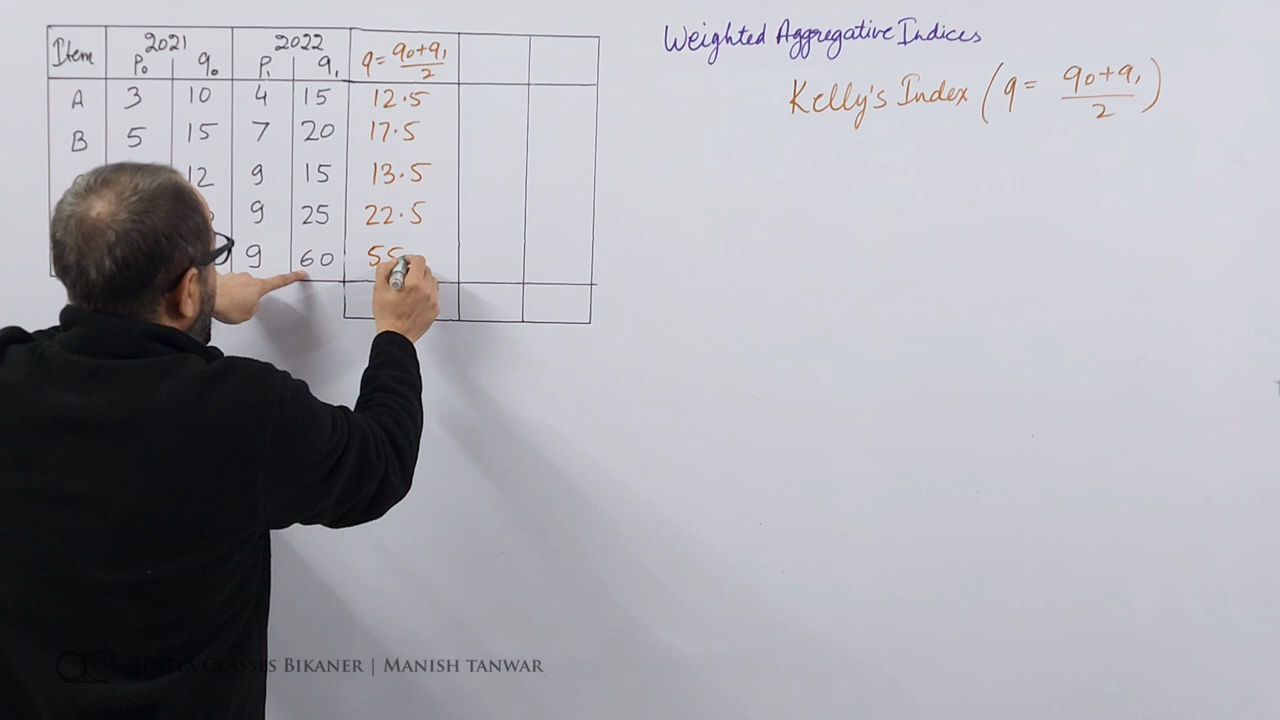 Weighted Aggregative Indices
Kelly's Index (q = q₀+q₁/2)
Item 2021 2022 q = q₀+q₁/2
P₀ q₀ P₁ q₁
A 3 10 4 15 12.5
B 5 15 7 20 17.5
12 9 15 13.5
9 25 22.5
9 60 55
Classes Bikaner | Manish Tanwar